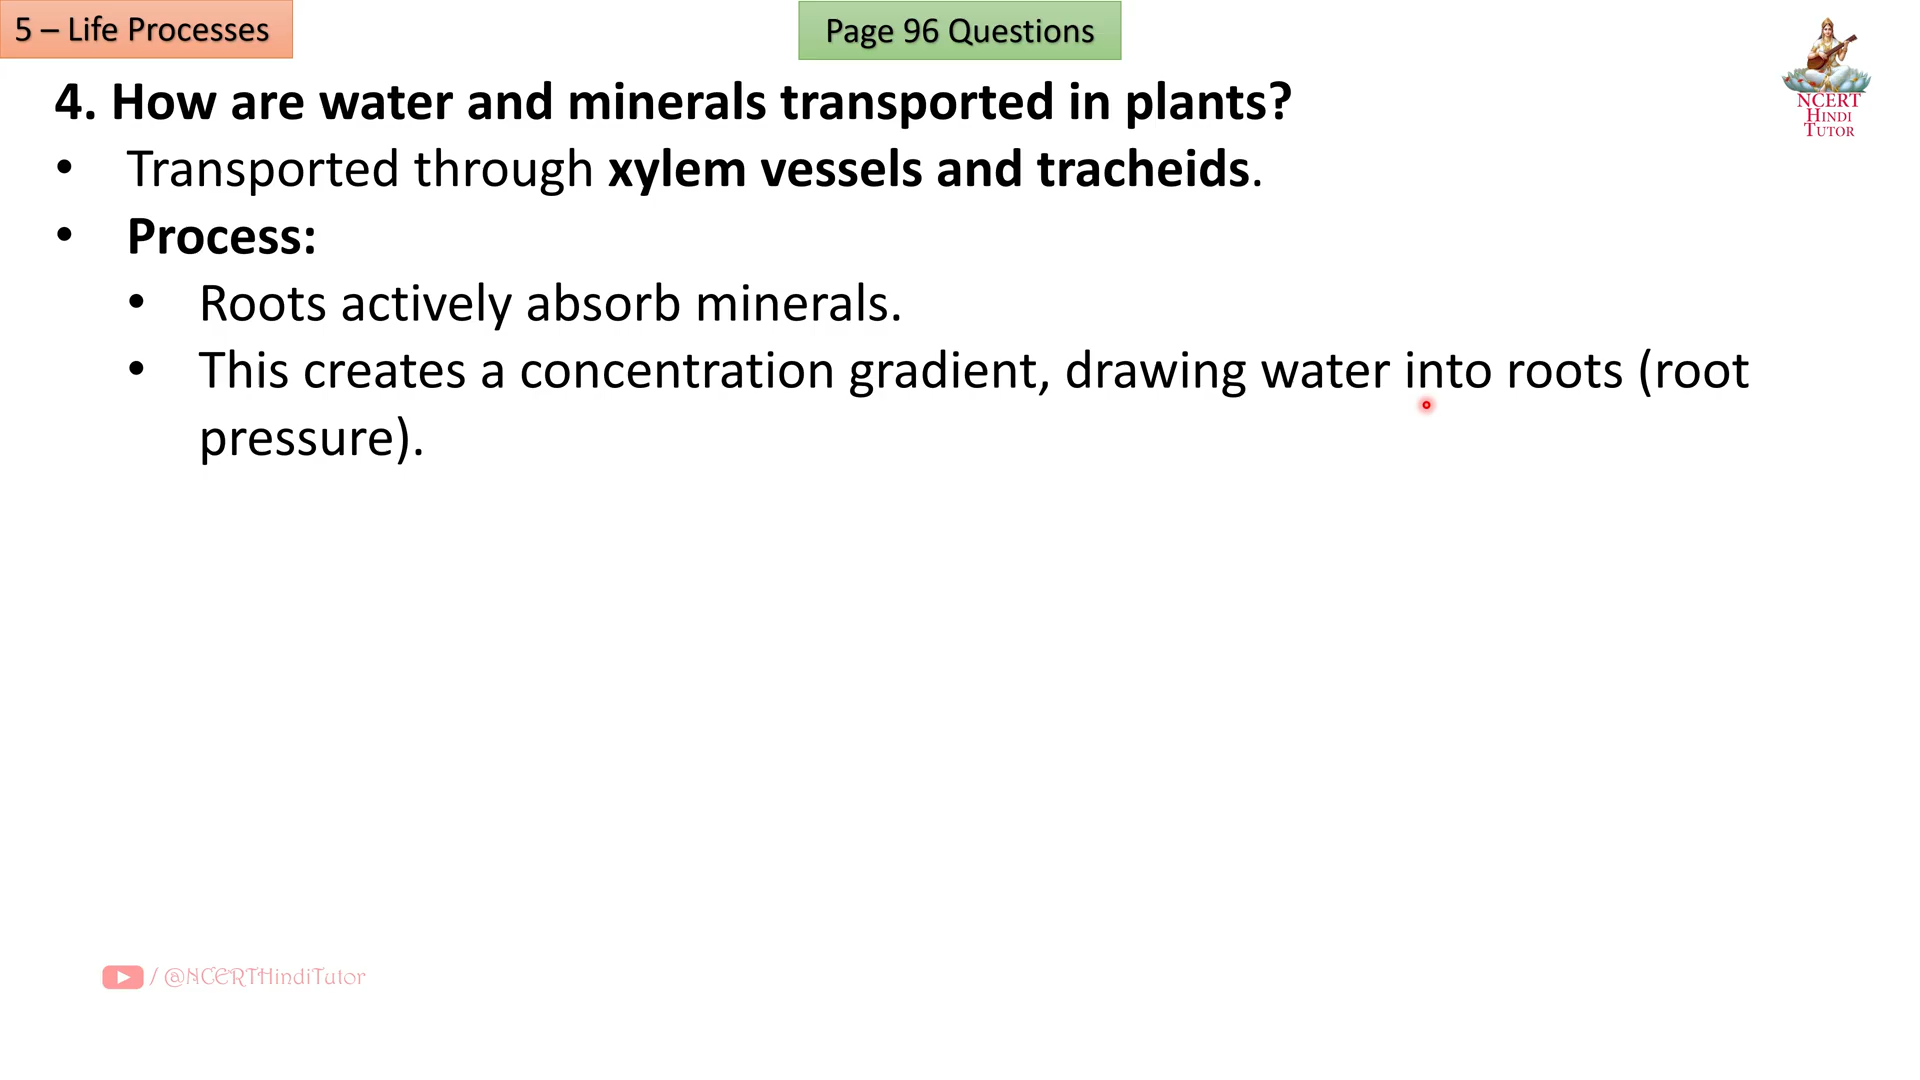 5 – Life Processes
Page 96 Questions
NCERT
HINDI
TUTOR
4. How are water and minerals transported in plants?
• Transported through xylem vessels and tracheids.
• Process:
• Roots actively absorb minerals.
• This creates a concentration gradient, drawing water into roots (root
pressure).
/ @NCERTHindiTutor